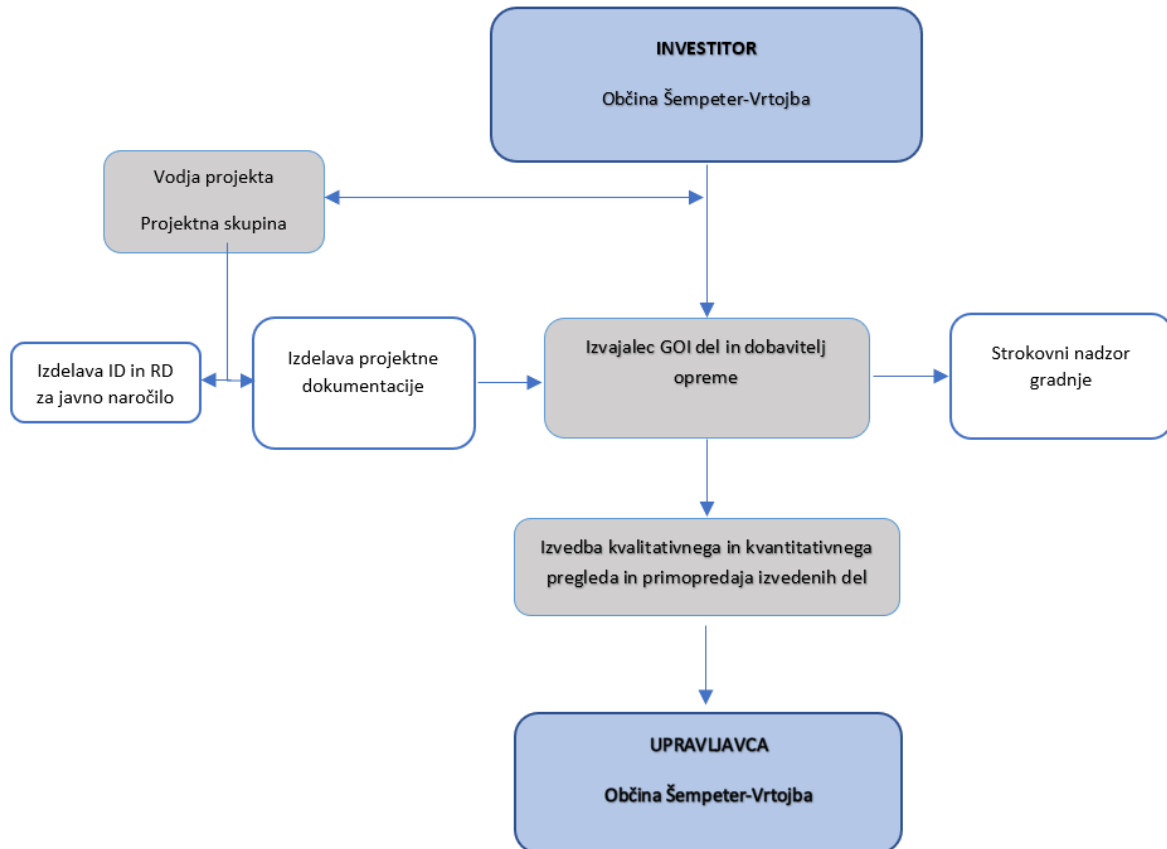 INVESTITOR
Občina Šempeter-Vrtojba
Vodja projekta
Projektna skupina
Izdelava ID in RD
za javno naročilo
Izdelava projektne
dokumentacije
Izvajalec GOI del in dobavitelj
opreme
Strokovni nadzor
gradnje
Izvedba kvalitativnega in kvantitativnega
pregleda in primopredaja izvedenih del
UPRAVLJAVCA
Občina Šempeter-Vrtojba